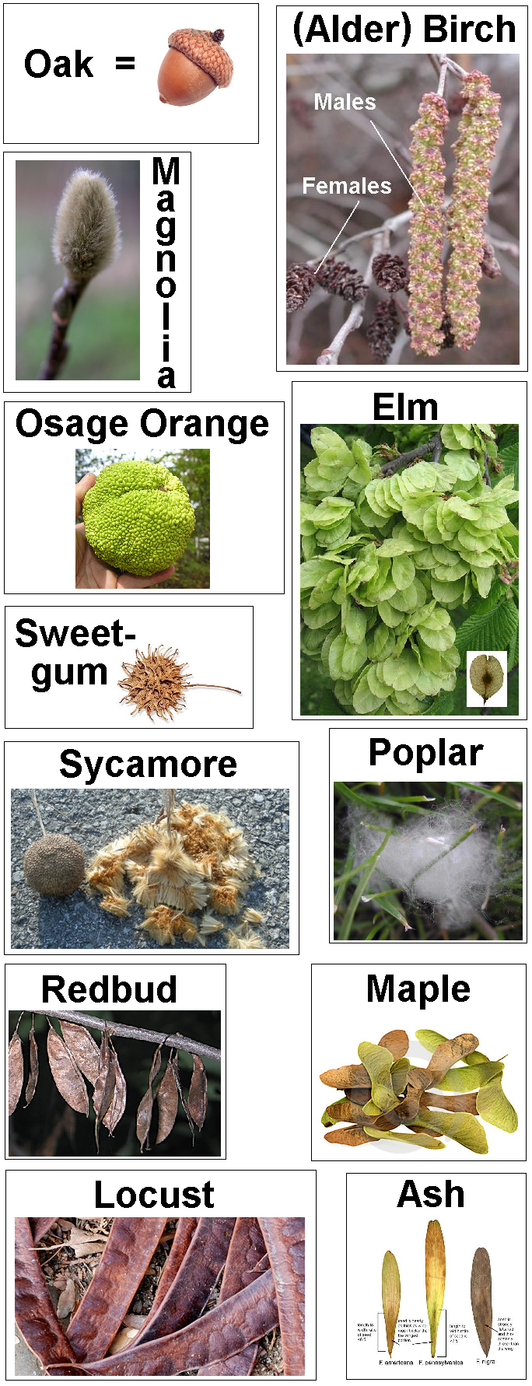 Oak =
(Alder) Birch
Males
Females
Magnolia
Osage Orange
Elm
Sweet-
gum
Sycamore
Poplar
Redbud
Maple
Locust
Ash
F. americana
F. pennsylvanica
F. nigra